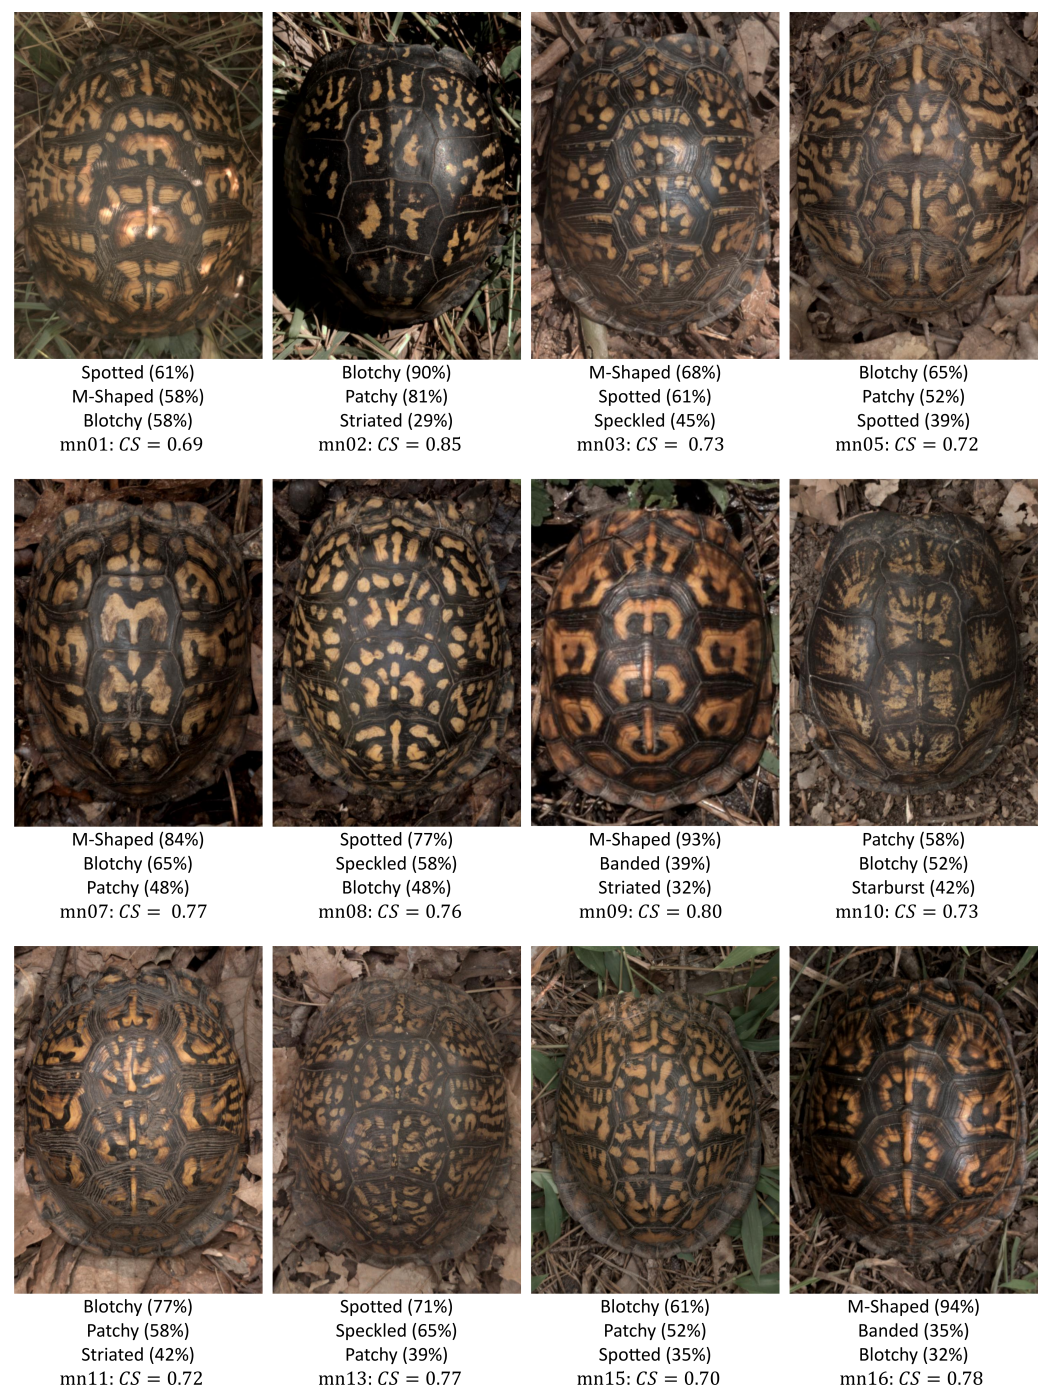 Spotted (61%)
M-Shaped (58%)
Blotchy (58%)
mn01: CS = 0.69
Blotchy (90%)
Patchy (81%)
Striated (29%)
mn02: CS = 0.85
M-Shaped (68%)
Spotted (61%)
Speckled (45%)
mn03: CS = 0.73
Blotchy (65%)
Patchy (52%)
Spotted (39%)
mn05: CS = 0.72
M-Shaped (84%)
Blotchy (65%)
Patchy (48%)
mn07: CS = 0.77
Spotted (77%)
Speckled (58%)
Blotchy (48%)
mn08: CS = 0.76
M-Shaped (93%)
Banded (39%)
Striated (32%)
mn09: CS = 0.80
Patchy (58%)
Blotchy (52%)
Starburst (42%)
mn10: CS = 0.73
Blotchy (77%)
Patchy (58%)
Striated (42%)
mn11: CS = 0.72
Spotted (71%)
Speckled (65%)
Patchy (39%)
mn13: CS = 0.77
Blotchy (61%)
Patchy (52%)
Spotted (35%)
mn15: CS = 0.70
M-Shaped (94%)
Banded (35%)
Blotchy (32%)
mn16: CS = 0.78